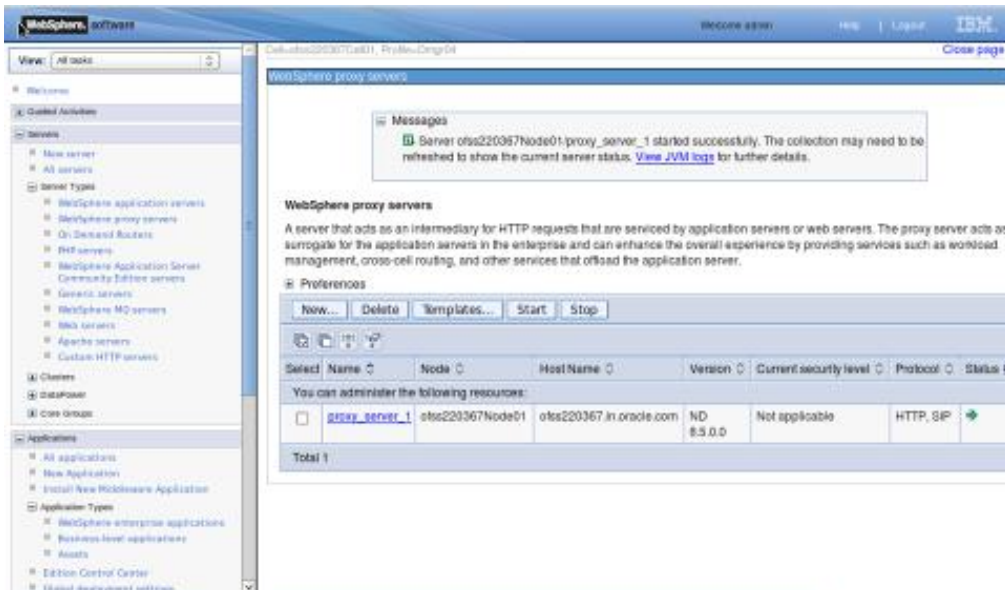 WebSphere. software
Welcome admin
Help | Logout
IBM.
View: All tasks
Cell=ofss220367Cell01, Profile=Dmgr04
Close page
Welcome
Guided Activities
Servers
New server
All servers
Server Types
WebSphere application servers
WebSphere proxy servers
On Demand Routers
PHP servers
WebSphere Application Server
Community Edition servers
Generic servers
WebSphere MQ servers
Web servers
Apache servers
Custom HTTP servers
Clusters
DataPower
Core Groups
Applications
All applications
New Application
Install New Middleware Application
Application Types
WebSphere enterprise applications
Business-level applications
Assets
Edition Control Center
Global deployment settings
WebSphere proxy servers
Messages
Server ofss220367Node01/proxy_server_1 started successfully. The collection may need to be
refreshed to show the current server status. View JVM logs for further details.
WebSphere proxy servers
A server that acts as an intermediary for HTTP requests that are serviced by application servers or web servers. The proxy server acts as
surrogate for the application servers in the enterprise and can enhance the overall experience by providing services such as workload
management, cross-cell routing, and other services that offload the application server.
Preferences
New... Delete Templates... Start Stop
Select Name Node Host Name Version Current security level Protocol Status
You can administer the following resources:
proxy_server_1 ofss220367Node01 ofss220367.in.oracle.com ND Not applicable HTTP, SIP
8.5.0.0
Total 1